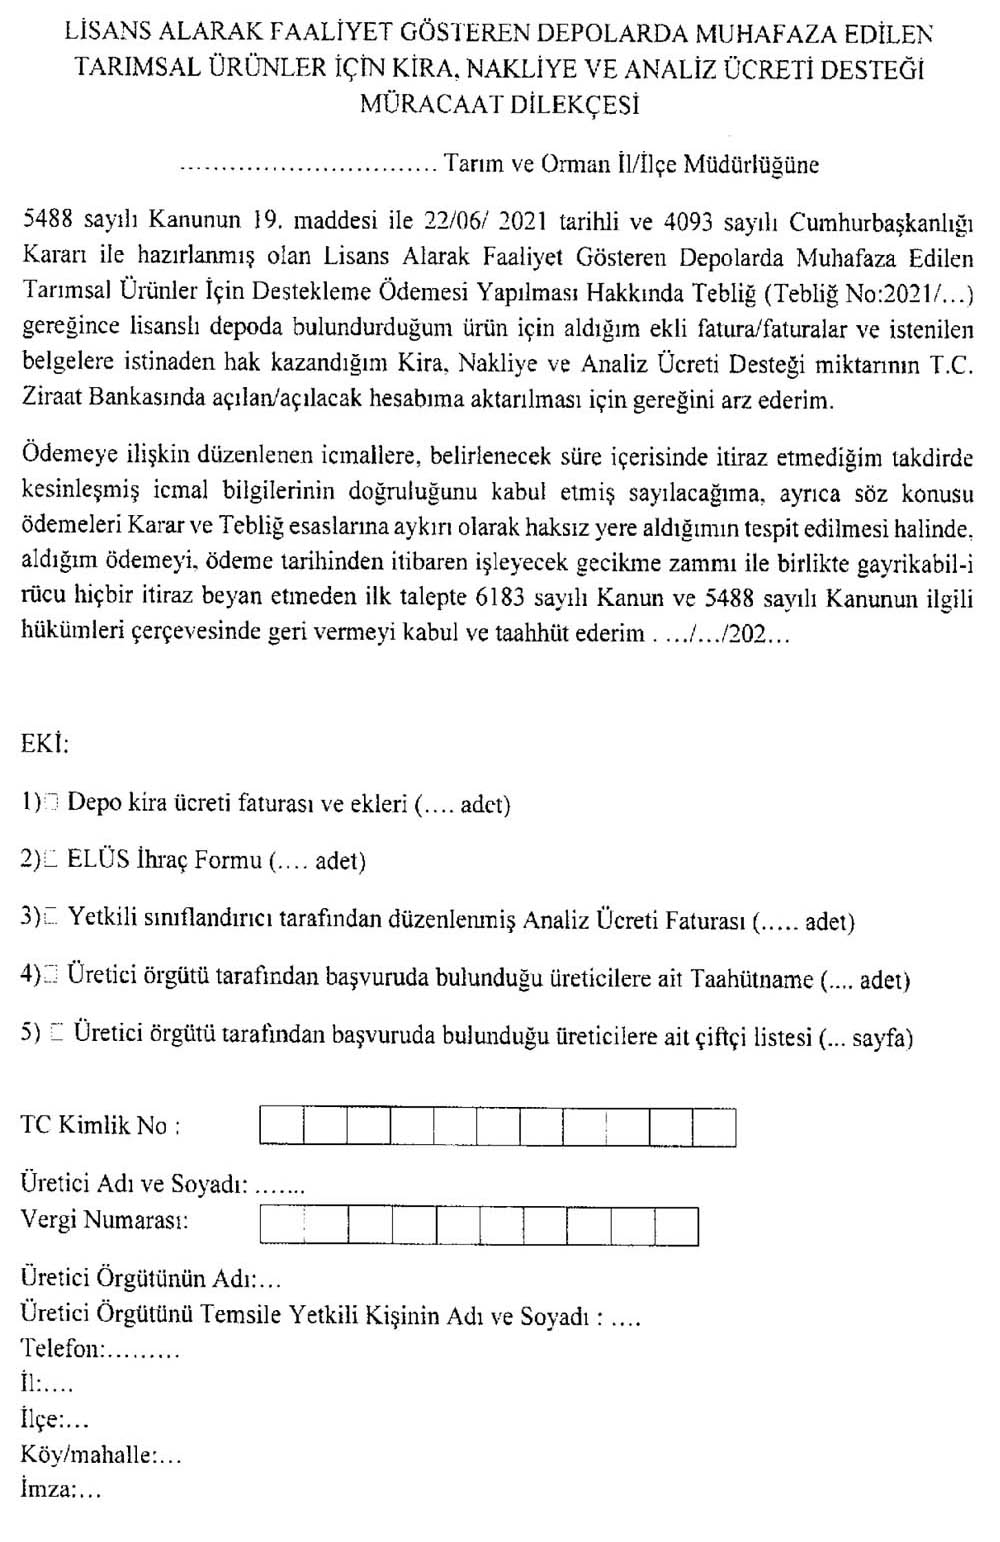 LİSANS ALARAK FAALİYET GÖSTEREN DEPOLARDA MUHAFAZA EDİLEN
TARIMSAL ÜRÜNLER İÇİN KİRA, NAKLİYE VE ANALİZ ÜCRETİ DESTEĞİ
MÜRACAAT DİLEKÇESİ
............................... Tarım ve Orman İl/İlçe Müdürlüğüne
5488 sayılı Kanunun 19. maddesi ile 22/06/ 2021 tarihli ve 4093 sayılı Cumhurbaşkanlığı
Kararı ile hazırlanmış olan Lisans Alarak Faaliyet Gösteren Depolarda Muhafaza Edilen
Tarımsal Ürünler İçin Destekleme Ödemesi Yapılması Hakkında Tebliğ (Tebliğ No:2021/...)
gereğince lisanslı depoda bulundurduğum ürün için aldığım ekli fatura/faturalar ve istenilen
belgelere istinaden hak kazandığım Kira, Nakliye ve Analiz Ücreti Desteği miktarının T.C.
Ziraat Bankasında açılan/açılacak hesabıma aktarılması için gereğini arz ederim.
Ödemeye ilişkin düzenlenen icmallere, belirlenecek süre içerisinde itiraz etmediğim takdirde
kesinleşmiş icmal bilgilerinin doğruluğunu kabul etmiş sayılacağıma, ayrıca söz konusu
ödemeleri Karar ve Tebliğ esaslarına aykırı olarak haksız yere aldığımın tespit edilmesi halinde,
aldığım ödemeyi, ödeme tarihinden itibaren işleyecek gecikme zammı ile birlikte gayrikabil-i
rücu hiçbir itiraz beyan etmeden ilk talepte 6183 sayılı Kanun ve 5488 sayılı Kanunun ilgili
hükümleri çerçevesinde geri vermeyi kabul ve taahhüt ederim . .../.../202...
EKİ:
1)☐ Depo kira ücreti faturası ve ekleri (.... adet)
2)☐ ELÜS İhraç Formu (.... adet)
3)☐ Yetkili sınıflandırıcı tarafından düzenlenmiş Analiz Ücreti Faturası (..... adet)
4)☐ Üretici örgütü tarafından başvuruda bulunduğu üreticilere ait Taahütname (.... adet)
5) ☐ Üretici örgütü tarafından başvuruda bulunduğu üreticilere ait çiftçi listesi (... sayfa)
TC Kimlik No :
Üretici Adı ve Soyadı: .......
Vergi Numarası:
Üretici Örgütünün Adı:...
Üretici Örgütünü Temsile Yetkili Kişinin Adı ve Soyadı : ....
Telefon:.........
İl:....
İlçe:...
Köy/mahalle:...
İmza:...